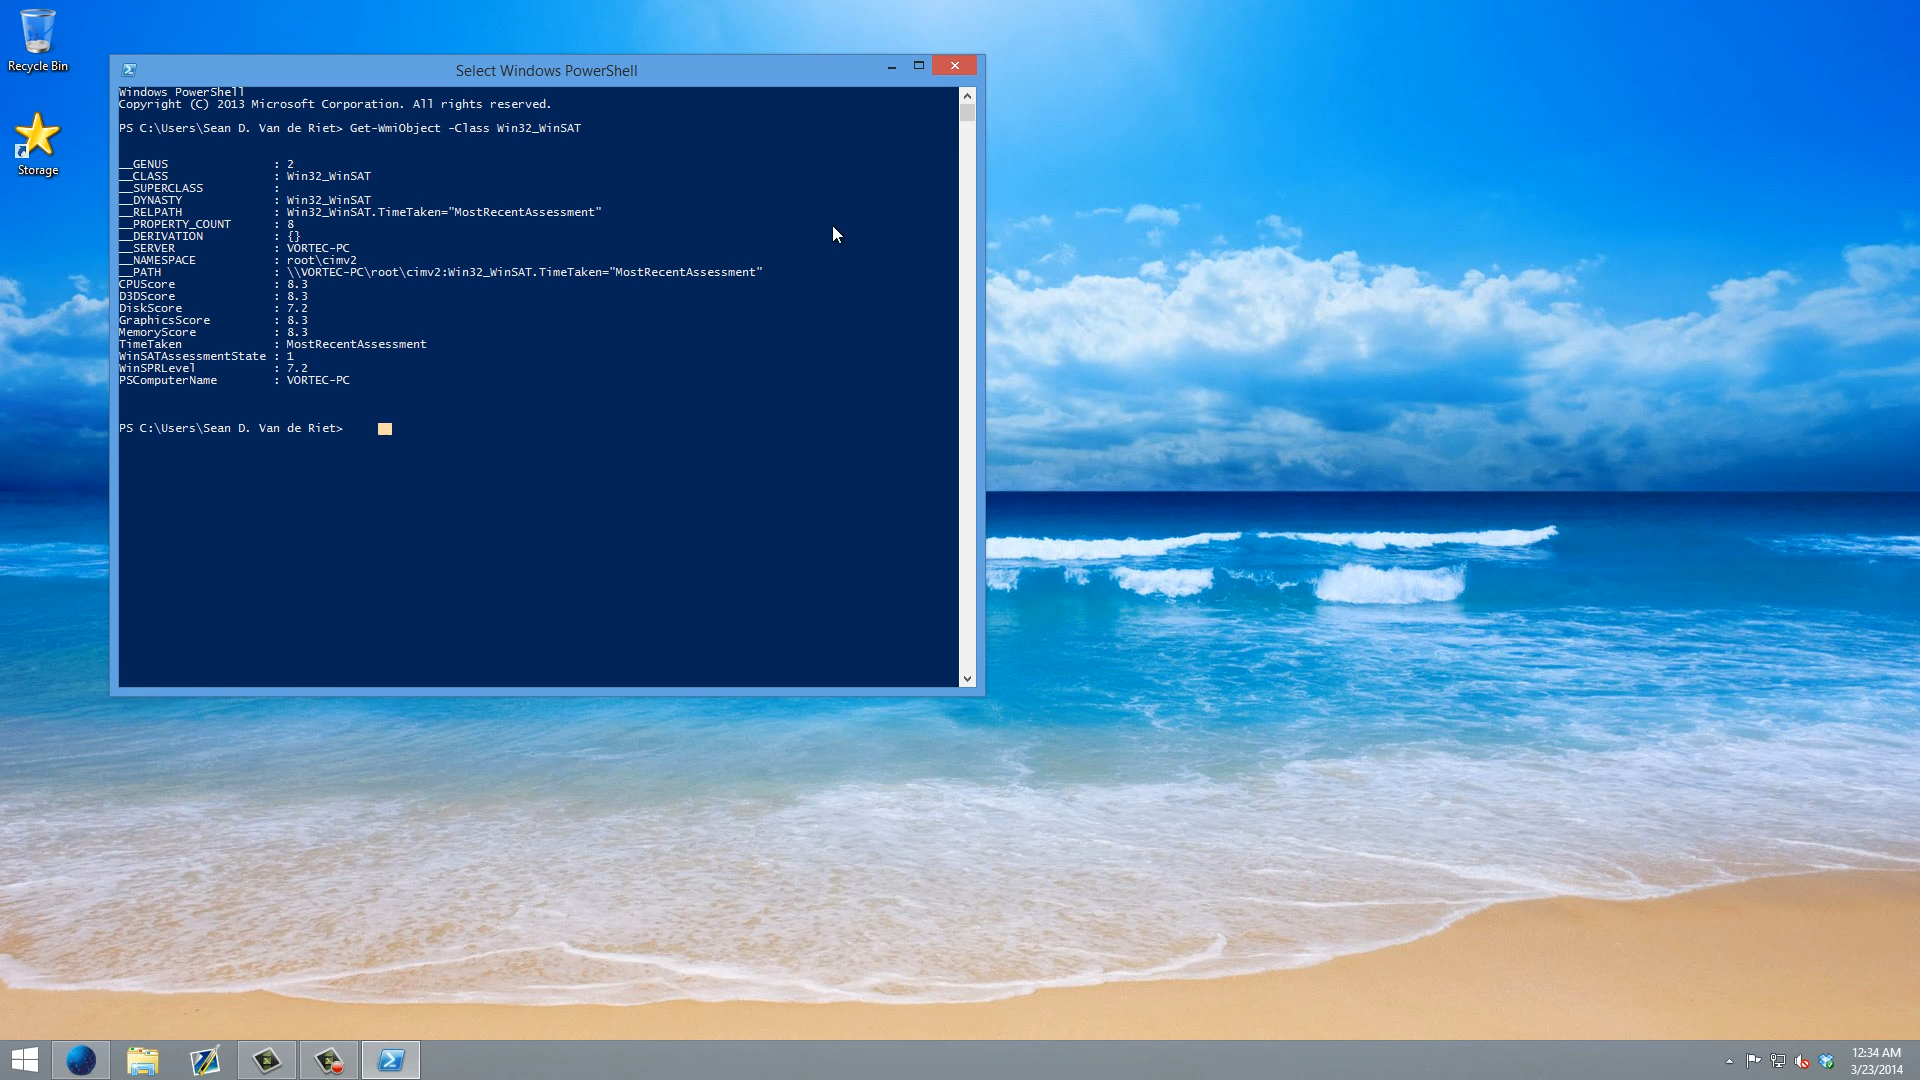 Recycle Bin
Storage
Select Windows PowerShell
Windows PowerShell
Copyright (C) 2013 Microsoft Corporation. All rights reserved.
PS C:\Users\Sean D. Van de Riet> Get-WmiObject -Class Win32_WinSAT
__GENUS : 2
__CLASS : Win32_WinSAT
__SUPERCLASS :
__DYNASTY : Win32_WinSAT
__RELPATH : Win32_WinSAT.TimeTaken="MostRecentAssessment"
__PROPERTY_COUNT : 8
__DERIVATION : {}
__SERVER : VORTEC-PC
__NAMESPACE : root\cimv2
__PATH : \\VORTEC-PC\root\cimv2:Win32_WinSAT.TimeTaken="MostRecentAssessment"
CPUScore : 8.3
D3DScore : 8.3
DiskScore : 7.2
GraphicsScore : 8.3
MemoryScore : 8.3
TimeTaken : MostRecentAssessment
WinSATAssessmentState : 1
WinSPRLevel : 7.2
PSComputerName : VORTEC-PC
PS C:\Users\Sean D. Van de Riet>
12:34 AM
3/23/2014